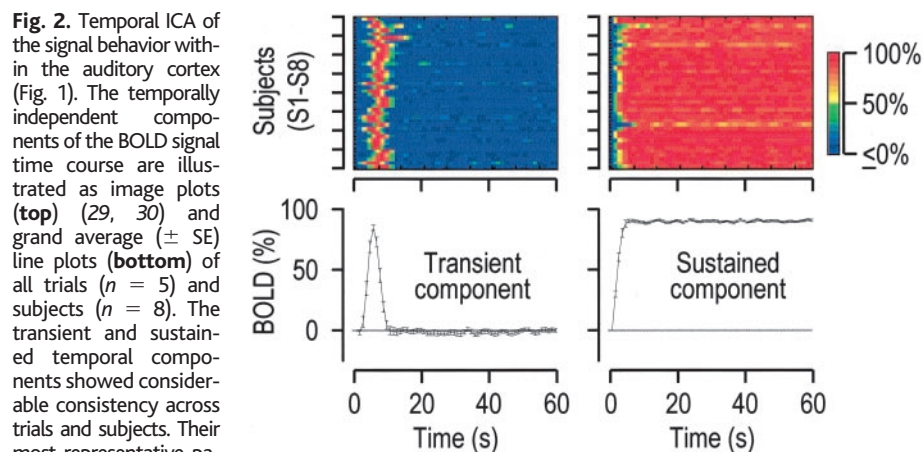 Fig. 2. Temporal ICA of
the signal behavior with-
in the auditory cortex
(Fig. 1). The temporally
independent compo-
nents of the BOLD signal
time course are illus-
trated as image plots
(top) (29, 30) and
grand average (± SE)
line plots (bottom) of
all trials (n = 5) and
subjects (n = 8). The
transient and sustain-
ed temporal compo-
nents showed consider-
able consistency across
trials and subjects. Their
most representative pa-
Subjects
(S1-S8)
100%
50%
≤0%
BOLD (%)
100
50
0
Transient
component
Sustained
component
0 20 40 60
0 20 40 60
Time (s)
Time (s)